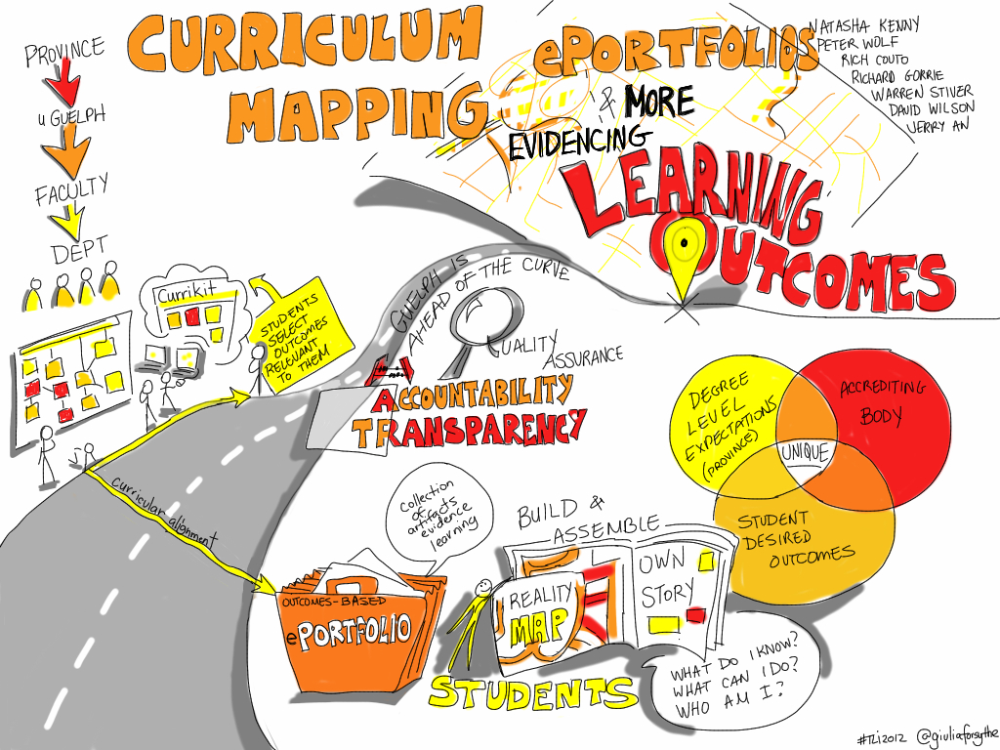 CURRICULUM
MAPPING
ePORTFOLIOS
& MORE
EVIDENCING
LEARNING
OUTCOMES
NATASHA KENNY
PETER WOLF
RICH COUTO
RICHARD GORRIE
WARREN STIVER
DAVID WILSON
JERRY AN
PROVINCE
U GUELPH
FACULTY
DEPT
Currikit
STUDENTS
SELECT
OUTCOMES
RELEVANT
TO THEM
GUELPH IS
AHEAD OF THE CURVE
QUALITY
ASSURANCE
ACCOUNTABILITY
TRANSPARENCY
DEGREE
LEVEL
EXPECTATIONS
(PROVINCE)
ACCREDITING
BODY
UNIQUE
STUDENT
DESIRED
OUTCOMES
curricular alignment
collection
of
artifacts
evidence
learning
OUTCOMES-BASED
ePORTFOLIO
BUILD &
ASSEMBLE
OWN
STORY
REALITY
MAP
STUDENTS
WHAT DO I KNOW?
WHAT CAN I DO?
WHO AM I?
#TLi2012 @giuliaforsythe